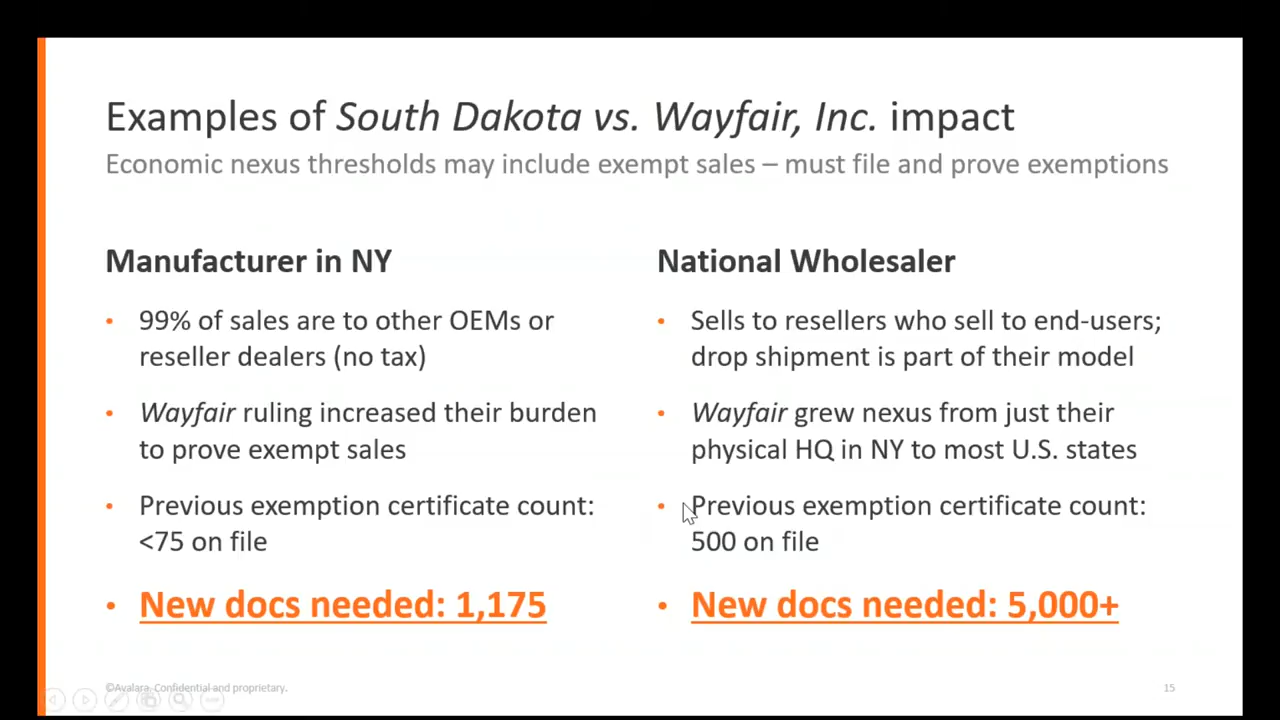 Examples of South Dakota vs. Wayfair, Inc. impact
Economic nexus thresholds may include exempt sales – must file and prove exemptions
Manufacturer in NY
• 99% of sales are to other OEMs or
reseller dealers (no tax)
• Wayfair ruling increased their burden
to prove exempt sales
• Previous exemption certificate count:
<75 on file
• New docs needed: 1,175
National Wholesaler
• Sells to resellers who sell to end-users;
drop shipment is part of their model
• Wayfair grew nexus from just their
physical HQ in NY to most U.S. states
• Previous exemption certificate count:
500 on file
• New docs needed: 5,000+
©Avalara. Confidential and proprietary.
15